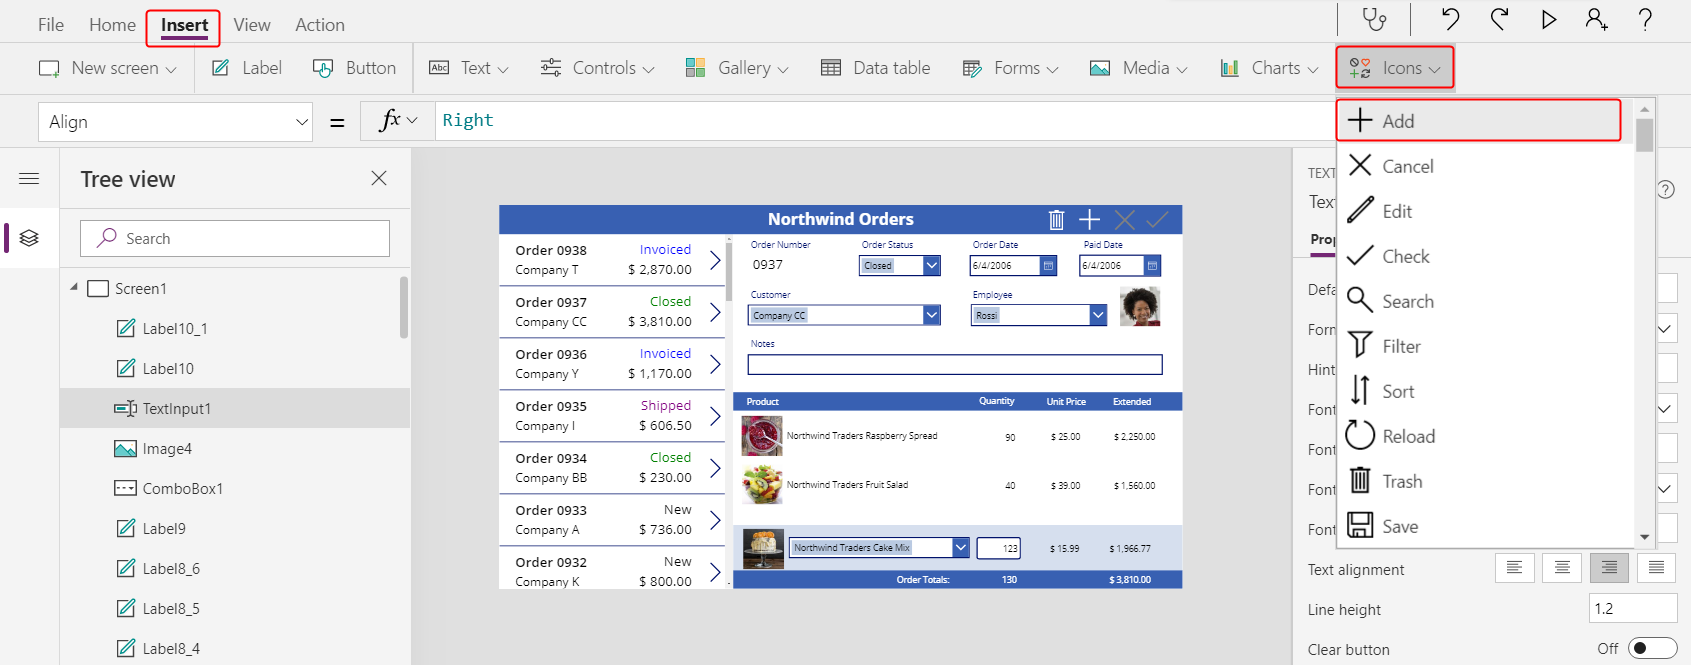 File Home Insert View Action
New screen Label Button Abc Text Controls Gallery Data table Forms Media Charts Icons
Align = fx Right
Add
Cancel
Edit
Check
Search
Filter
Sort
Reload
Trash
Save
Tree view
Search
Screen1
Label10_1
Label10
TextInput1
Image4
ComboBox1
Label9
Label8_6
Label8_5
Label8_4
Northwind Orders
Order 0938 Invoiced
Company T $ 2,870.00
Order 0937 Closed
Company CC $ 3,810.00
Order 0936 Invoiced
Company Y $ 1,170.00
Order 0935 Shipped
Company I $ 606.50
Order 0934 Closed
Company BB $ 230.00
Order 0933 New
Company A $ 736.00
Order 0932 New
Company K $ 800.00
Order Number Order Status Order Date Paid Date
0937 Closed 6/4/2006 6/4/2006
Customer Employee
Company CC Rossi
Notes
Product Quantity Unit Price Extended
Northwind Traders Raspberry Spread 90 $ 25.00 $ 2,250.00
Northwind Traders Fruit Salad 40 $ 39.00 $ 1,560.00
Northwind Traders Cake Mix 123 $ 15.99 $ 1,966.77
Order Totals: 130 $ 3,810.00
TEXT
Tex
Prop
Defa
Form
Hint
Font
Font
Font
Font
Text alignment
Line height 1.2
Clear button Off